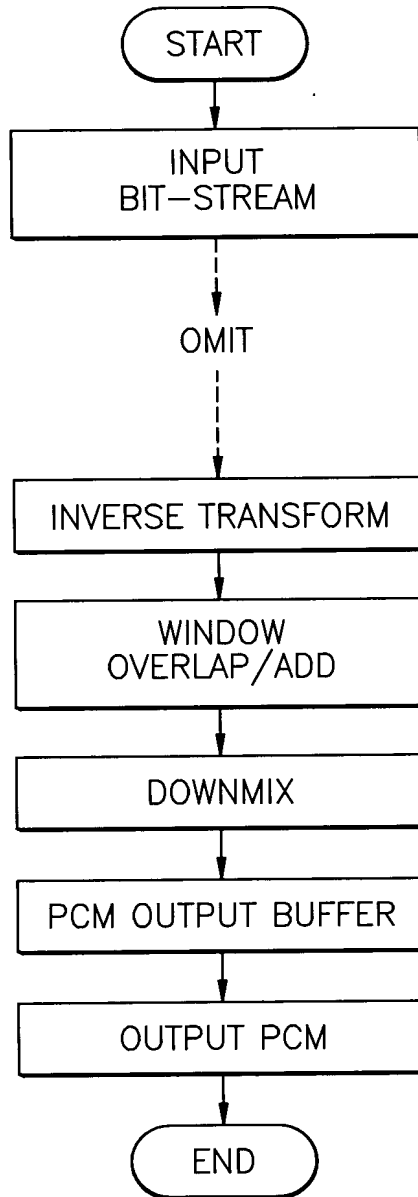 START
INPUT
BIT-STREAM
OMIT
INVERSE TRANSFORM
WINDOW
OVERLAP/ADD
DOWNMIX
PCM OUTPUT BUFFER
OUTPUT PCM
END